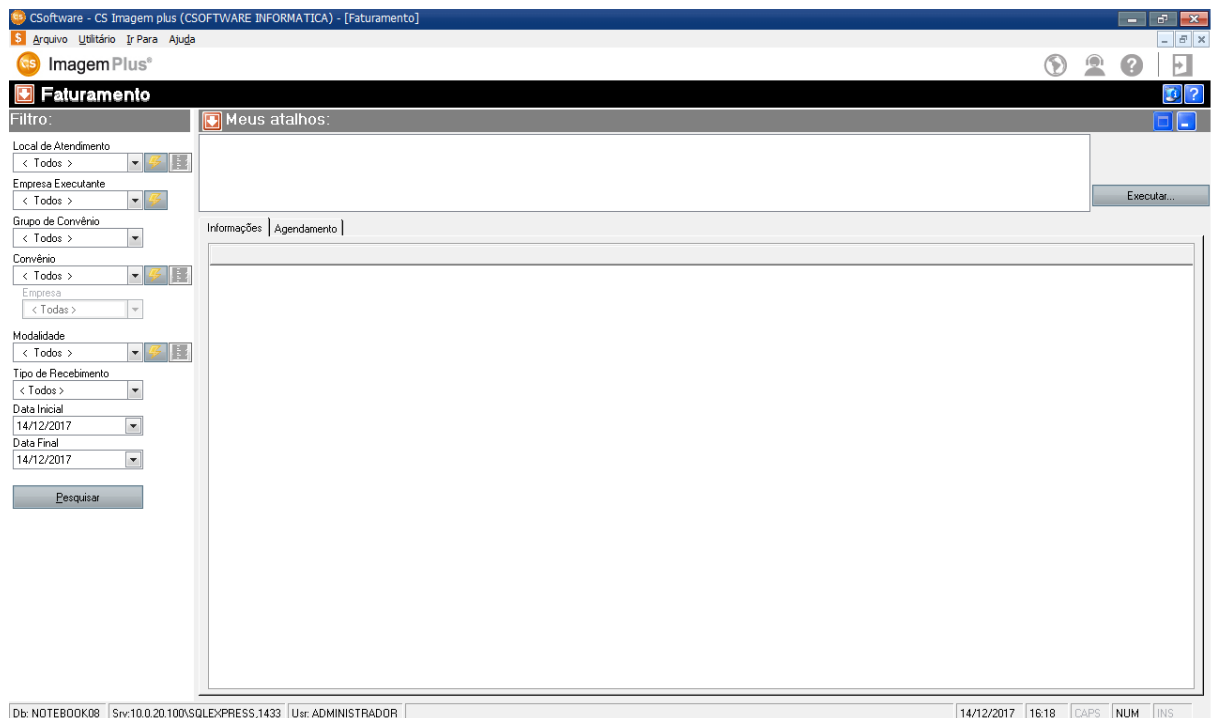 CSoftware - CS Imagem plus (CSOFTWARE INFORMATICA) - [Faturamento]
Arquivo Utilitário Ir Para Ajuda
cs ImagemPlus®
Faturamento
Filtro:
Meus atalhos:
Local de Atendimento
< Todos >
Empresa Executante
< Todos >
Executar...
Grupo de Convênio
< Todos >
Informações Agendamento
Convênio
< Todos >
Empresa
< Todas >
Modalidade
< Todos >
Tipo de Recebimento
< Todos >
Data Inicial
14/12/2017
Data Final
14/12/2017
Pesquisar
Db: NOTEBOOK08 Srv:10.0.20.100\SQLEXPRESS,1433 Usr: ADMINISTRADOR 14/12/2017 16:18 CAPS NUM INS